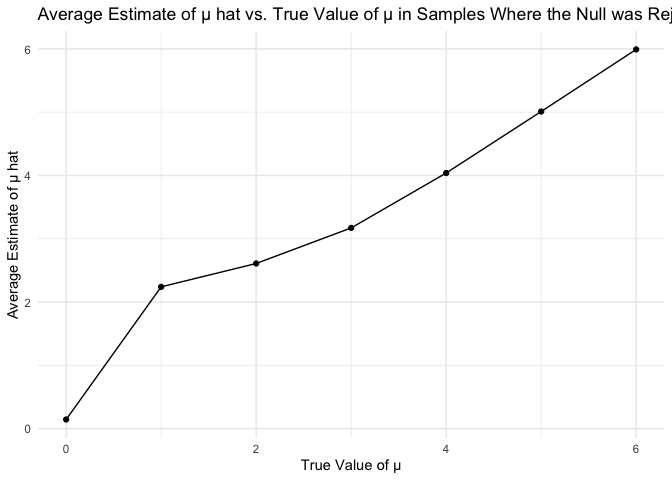 Average Estimate of µ hat vs. True Value of µ in Samples Where the Null was Rej
6
4
2
0
Average Estimate of µ hat
0
2
4
6
True Value of µ